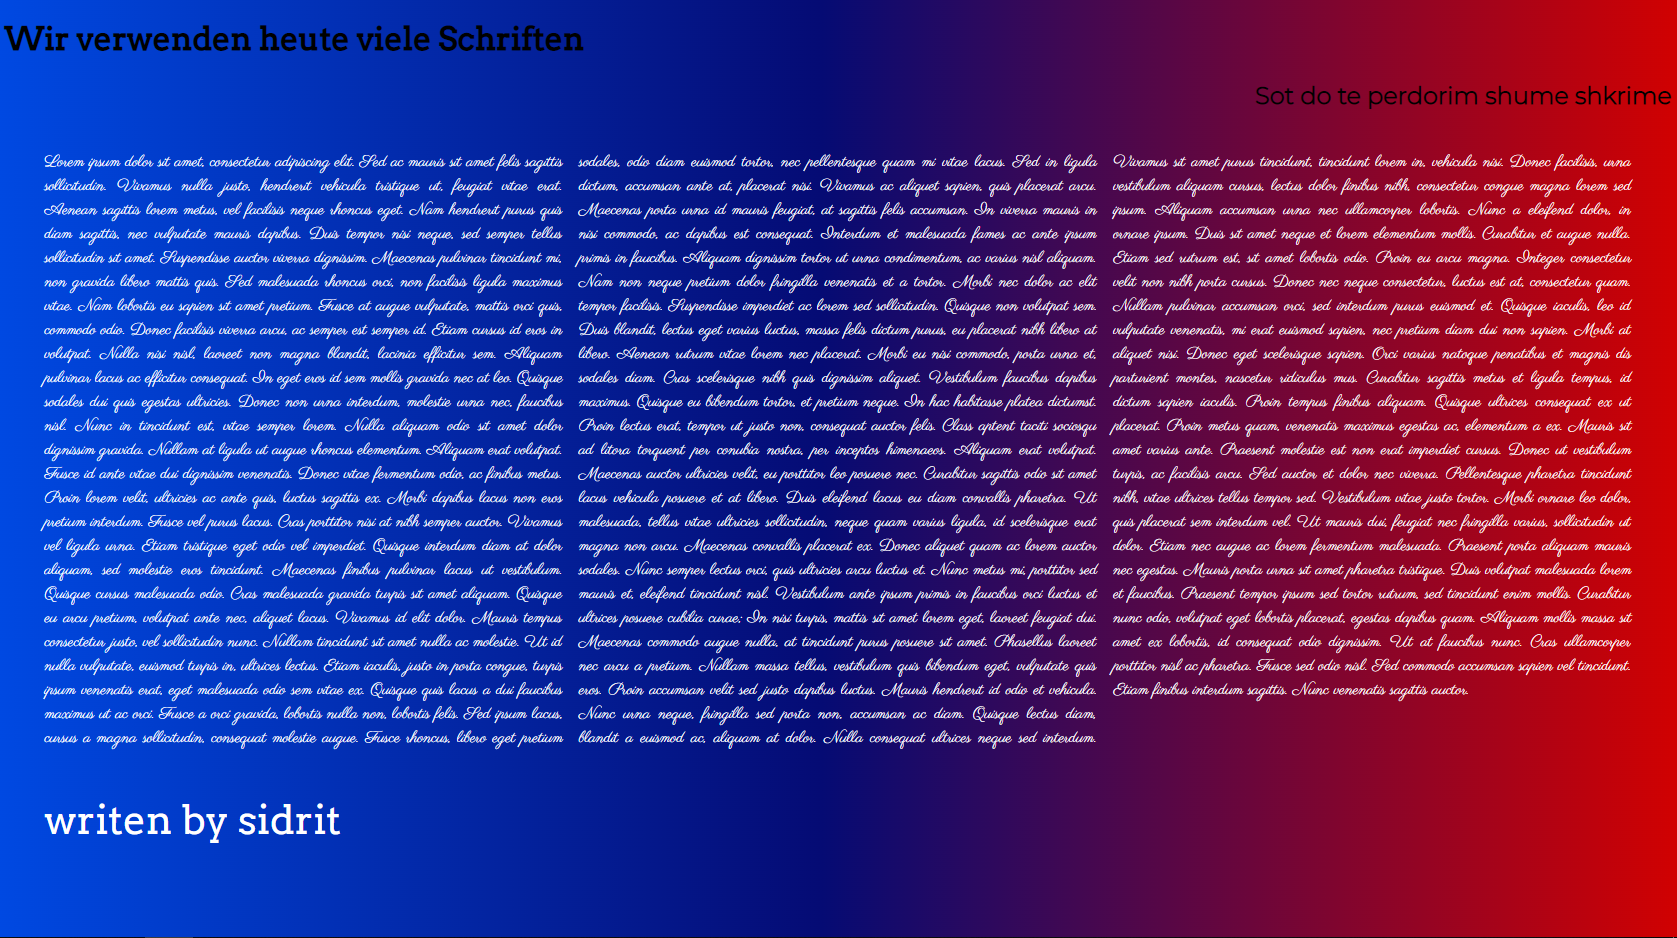 Wir verwenden heute viele Schriften
Sot do te perdorim shume shkrime
Lorem ipsum dolor sit amet, consectetur adipiscing elit. Sed ac mauris sit amet felis sagittis
sollicitudin. Vivamus nulla justo, hendrerit vehicula tristique ut, feugiat vitae erat.
Aenean sagittis lorem metus, vel facilisis neque rhoncus eget. Nam hendrerit purus quis
diam sagittis, nec vulputate mauris dapibus. Duis tempor nisi neque, sed semper tellus
sollicitudin sit amet. Suspendisse auctor viverra dignissim. Maecenas pulvinar tincidunt mi,
non gravida libero mattis quis. Sed malesuada rhoncus orci, non facilisis ligula maximus
vitae. Nam lobortis eu sapien sit amet pretium. Fusce at augue vulputate, mattis orci quis,
commodo odio. Donec facilisis viverra arcu, ac semper est semper id. Etiam cursus id eros in
volutpat. Nulla nisi nisl, laoreet non magna blandit, lacinia efficitur sem. Aliquam
pulvinar lacus ac efficitur consequat. In eget eros id sem mollis gravida nec at leo. Quisque
sodales dui quis egestas ultricies. Donec non urna interdum, molestie urna nec, faucibus
nisl. Nunc in tincidunt est, vitae semper lorem. Nulla aliquam odio sit amet dolor
dignissim gravida. Nullam at ligula ut augue rhoncus elementum. Aliquam erat volutpat.
Fusce id ante vitae dui dignissim venenatis. Donec vitae fermentum odio, ac finibus metus.
Proin lorem velit, ultricies ac ante quis, luctus sagittis ex. Morbi dapibus lacus non eros
pretium interdum. Fusce vel purus lacus. Cras porttitor nisi at nibh semper auctor. Vivamus
vel ligula urna. Etiam tristique eget odio vel imperdiet. Quisque interdum diam at dolor
aliquam, sed molestie eros tincidunt. Maecenas finibus pulvinar lacus ut vestibulum.
Quisque cursus malesuada odio. Cras malesuada gravida turpis sit amet aliquam. Quisque
eu arcu pretium, volutpat ante nec, aliquet lacus. Vivamus id elit dolor. Mauris tempus
consectetur justo, vel sollicitudin nunc. Nullam tincidunt sit amet nulla ac molestie. Ut id
nulla vulputate, euismod turpis in, ultrices lectus. Etiam iaculis, justo in porta congue, turpis
ipsum venenatis erat, eget malesuada odio sem vitae ex. Quisque quis lacus a dui faucibus
maximus ut ac orci. Fusce a orci gravida, lobortis nulla non, lobortis felis. Sed ipsum lacus,
cursus a magna sollicitudin, consequat molestie augue. Fusce rhoncus, libero eget pretium
sodales, odio diam euismod tortor, nec pellentesque quam mi vitae lacus. Sed in ligula
dictum, accumsan ante at, placerat nisi. Vivamus ac aliquet sapien, quis placerat arcu.
Maecenas porta urna id mauris feugiat, at sagittis felis accumsan. In viverra mauris in
nisi commodo, ac dapibus est consequat. Interdum et malesuada fames ac ante ipsum
primis in faucibus. Aliquam dignissim tortor ut urna condimentum, ac varius nisl aliquam.
Nam non neque pretium dolor fringilla venenatis et a tortor. Morbi nec dolor ac elit
tempor facilisis. Suspendisse imperdiet ac lorem sed sollicitudin. Quisque non volutpat sem.
Duis blandit, lectus eget varius luctus, massa felis dictum purus, eu placerat nibh libero at
libero. Aenean rutrum vitae lorem nec placerat. Morbi eu nisi commodo, porta urna et,
sodales diam. Cras scelerisque nibh quis dignissim aliquet. Vestibulum faucibus dapibus
maximus. Quisque eu bibendum tortor, et pretium neque. In hac habitasse platea dictumst.
Proin lectus erat, tempor ut justo non, consequat auctor felis. Class aptent taciti sociosqu
ad litora torquent per conubia nostra, per inceptos himenaeos. Aliquam erat volutpat.
Maecenas auctor ultricies velit, eu porttitor leo posuere nec. Curabitur sagittis odio sit amet
lacus vehicula posuere et at libero. Duis eleifend lacus eu diam convallis pharetra. Ut
malesuada, tellus vitae ultricies sollicitudin, neque quam varius ligula, id scelerisque erat
magna non arcu. Maecenas convallis placerat ex. Donec aliquet quam ac lorem auctor
sodales. Nunc semper lectus orci, quis ultricies arcu luctus et. Nunc metus mi, porttitor sed
mauris et, eleifend tincidunt nisl. Vestibulum ante ipsum primis in faucibus orci luctus et
ultrices posuere cubilia curae; In nisi turpis, mattis sit amet lorem eget, laoreet feugiat dui.
Maecenas commodo augue nulla, at tincidunt purus posuere sit amet. Phasellus laoreet
nec arcu a pretium. Nullam massa tellus, vestibulum quis bibendum eget, vulputate quis
eros. Proin accumsan velit sed justo dapibus luctus. Mauris hendrerit id odio et vehicula.
Nunc urna neque, fringilla sed porta non, accumsan ac diam. Quisque lectus diam,
blandit a euismod ac, aliquam at dolor. Nulla consequat ultrices neque sed interdum.
Vivamus sit amet purus tincidunt, tincidunt lorem in, vehicula nisi. Donec facilisis, urna
vestibulum aliquam cursus, lectus dolor finibus nibh, consectetur congue magna lorem sed
ipsum. Aliquam accumsan urna nec ullamcorper lobortis. Nunc a eleifend dolor, in
ornare ipsum. Duis sit amet neque et lorem elementum mollis. Curabitur et augue nulla.
Etiam sed rutrum est, sit amet lobortis odio. Proin eu arcu magna. Integer consectetur
velit non nibh porta cursus. Donec nec neque consectetur, luctus est at, consectetur quam.
Nullam pulvinar accumsan orci, sed interdum purus euismod et. Quisque iaculis, leo id
vulputate venenatis, mi erat euismod sapien, nec pretium diam dui non sapien. Morbi at
aliquet nisi. Donec eget scelerisque sapien. Orci varius natoque penatibus et magnis dis
parturient montes, nascetur ridiculus mus. Curabitur sagittis metus et ligula tempus, id
dictum sapien iaculis. Proin tempus finibus aliquam. Quisque ultrices consequat ex ut
placerat. Proin metus quam, venenatis maximus egestas ac, elementum a ex. Mauris sit
amet varius ante. Praesent molestie est non erat imperdiet cursus. Donec ut vestibulum
turpis, ac facilisis arcu. Sed auctor et dolor nec viverra. Pellentesque pharetra tincidunt
nibh, vitae ultrices tellus tempor sed. Vestibulum vitae justo tortor. Morbi ornare leo dolor,
quis placerat sem interdum vel. Ut mauris dui, feugiat nec fringilla varius, sollicitudin ut
dolor. Etiam nec augue ac lorem fermentum malesuada. Praesent porta aliquam mauris
nec egestas. Mauris porta urna sit amet pharetra tristique. Duis volutpat malesuada lorem
et faucibus. Praesent tempor ipsum sed tortor rutrum, sed tincidunt enim mollis. Curabitur
nunc odio, volutpat eget lobortis placerat, egestas dapibus quam. Aliquam mollis massa sit
amet ex lobortis, id consequat odio dignissim. Ut at faucibus nunc. Cras ullamcorper
porttitor nisl ac pharetra. Fusce sed odio nisl. Sed commodo accumsan sapien vel tincidunt.
Etiam finibus interdum sagittis. Nunc venenatis sagittis auctor.
writen by sidrit